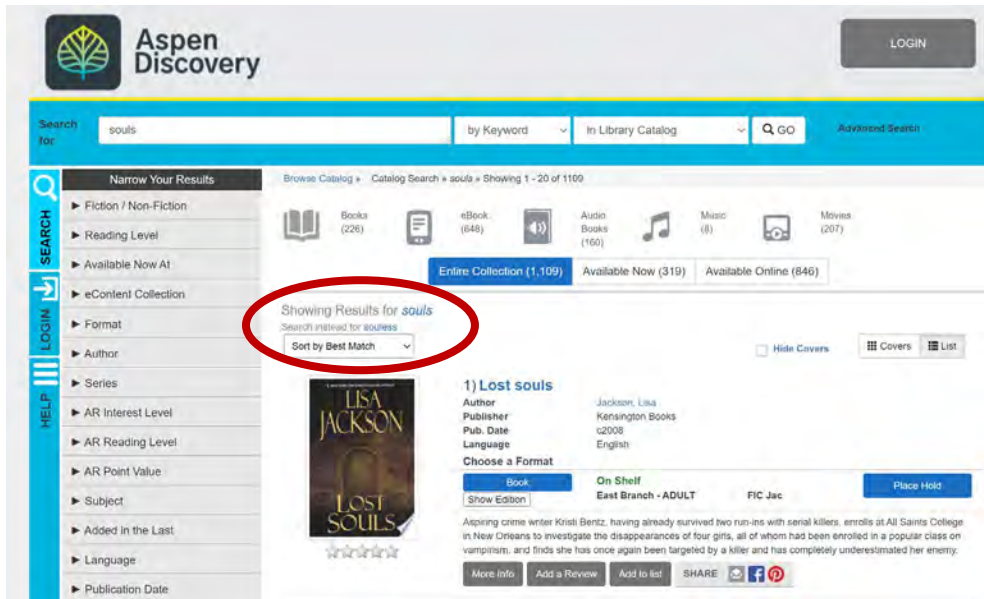 Aspen
Discovery
LOGIN
Search
for
souls
by Keyword
In Library Catalog
GO
Advanced Search
SEARCH
LOGIN
HELP
Narrow Your Results
Fiction / Non-Fiction
Reading Level
Available Now At
eContent Collection
Format
Author
Series
AR Interest Level
AR Reading Level
AR Point Value
Subject
Added in the Last
Language
Publication Date
Browse Catalog » Catalog Search » souls » Showing 1 - 20 of 1109
Books
(226)
eBook
(648)
Audio
Books
(160)
Music
(8)
Movies
(207)
Entire Collection (1,109)
Available Now (319)
Available Online (846)
Showing Results for souls
Search instead for souless
Sort by Best Match
Hide Covers
Covers
List
LISA
JACKSON
LOST
SOULS
1) Lost souls
Author Jackson, Lisa
Publisher Kensington Books
Pub. Date c2008
Language English
Choose a Format
Book
Show Edition
On Shelf
East Branch - ADULT FIC Jac
Place Hold
Aspiring crime writer Kristi Bentz, having already survived two run-ins with serial killers, enrolls at All Saints College
in New Orleans to investigate the disappearances of four girls, all of whom had been enrolled in a popular class on
vampirism, and finds she has once again been targeted by a killer and has completely underestimated her enemy.
More Info
Add a Review
Add to list
SHARE